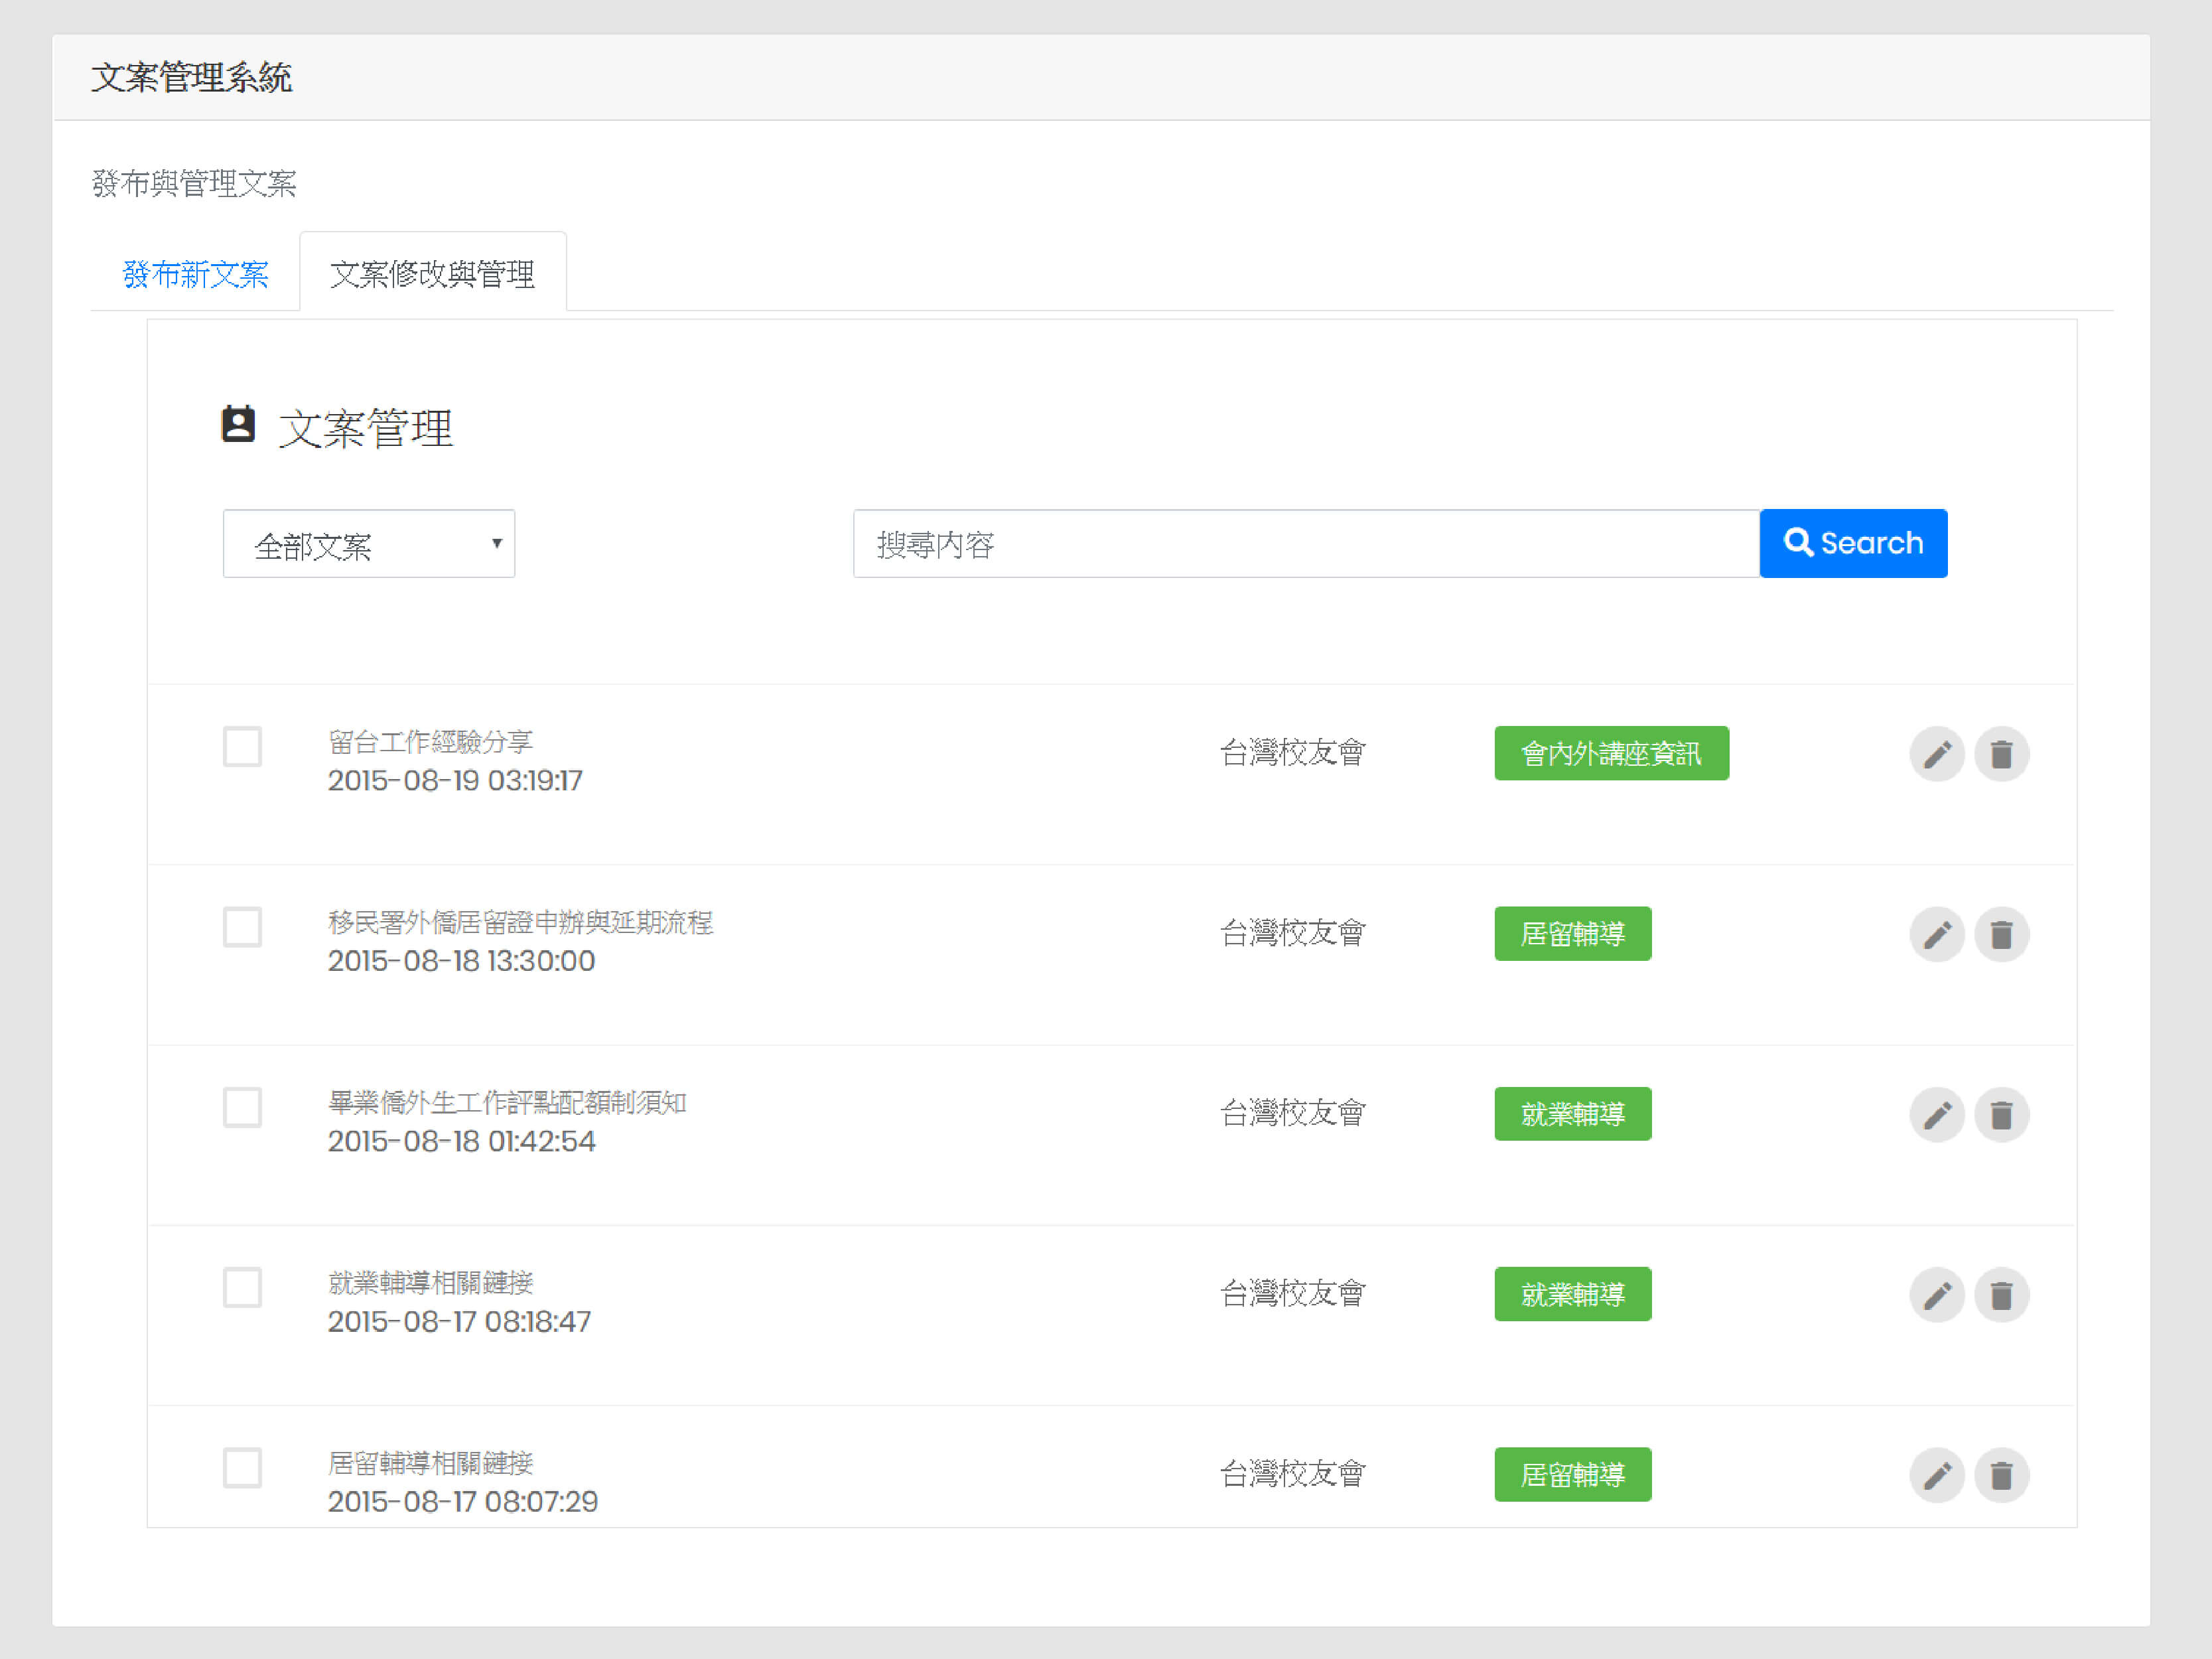 文案管理系統
發布與管理文案
發布新文案
文案修改與管理
文案管理
全部文案
搜尋內容
Search
留台工作經驗分享
2015-08-19 03:19:17
台灣校友會
會內外講座資訊
移民署外僑居留證申辦與延期流程
2015-08-18 13:30:00
台灣校友會
居留輔導
畢業僑外生工作評點配額制須知
2015-08-18 01:42:54
台灣校友會
就業輔導
就業輔導相關鏈接
2015-08-17 08:18:47
台灣校友會
就業輔導
居留輔導相關鏈接
2015-08-17 08:07:29
台灣校友會
居留輔導